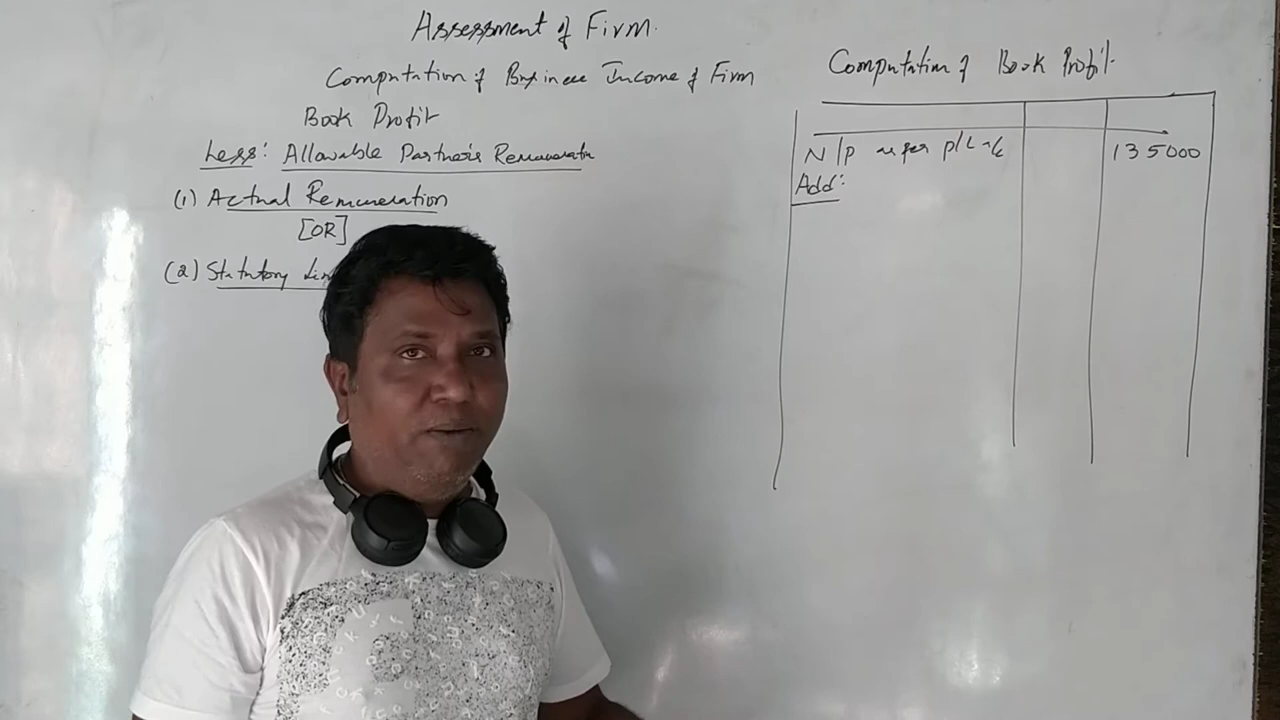 Assessment of Firm.
Computation of Business Income of Firm
Book Profit
Less: Allowable Partner's Remuneration
(1) Actual Remuneration
[OR]
(2) Statutory
Computation of Book Profit.
N/P as per P/L a/c 135000
Add: